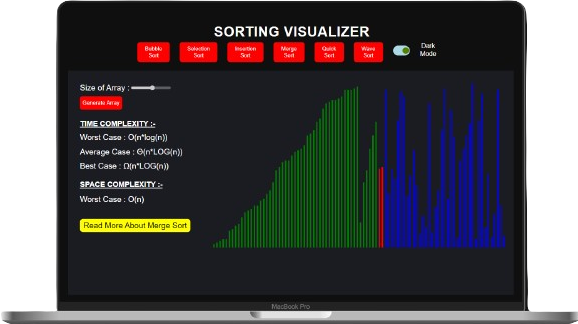 SORTING VISUALIZER
Bubble Sort
Selection Sort
Insertion Sort
Merge Sort
Quick Sort
Wave Sort
Dark Mode
Size of Array :
Generate Array
TIME COMPLEXITY :-
Worst Case : O(n*log(n))
Average Case : Θ(n*LOG(n))
Best Case : Ω(n*LOG(n))
SPACE COMPLEXITY :-
Worst Case : O(n)
Read More About Merge Sort
MacBook Pro